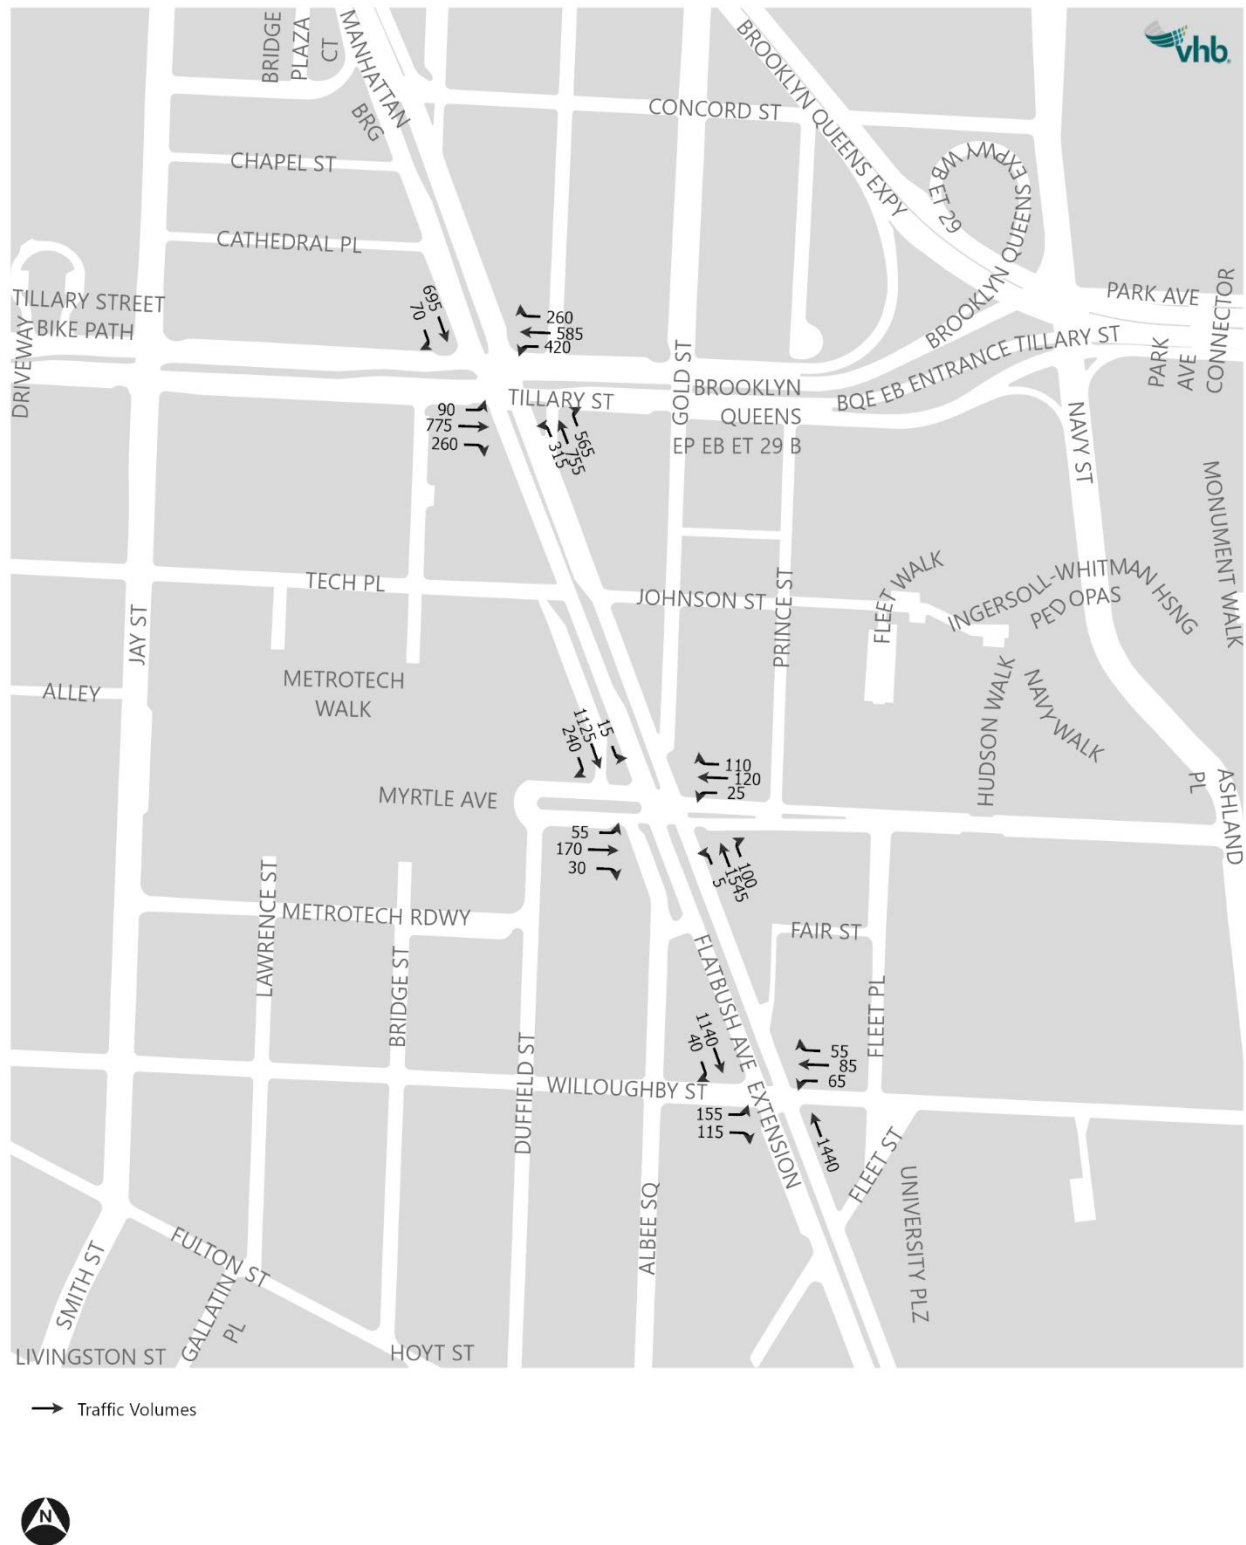 BRIDGE
PLAZA
CT
MANHATTAN
BRG
BROOKLYN QUEENS EXPY
vhb.
CONCORD ST
CHAPEL ST
EXPWY WB ET 29
BROOKLYN QUEENS
CATHEDRAL PL
TILLARY STREET
BIKE PATH
DRIVEWAY
PARK AVE
PARK
AVE
CONNECTOR
695
70
260
585
420
GOLD ST
BQE EB ENTRANCE TILLARY ST
TILLARY ST
BROOKLYN
QUEENS
EP EB ET 29 B
90
775
260
315
755
565
NAVY ST
MONUMENT WALK
TECH PL
JOHNSON ST
PRINCE ST
FLEET WALK
INGERSOLL-WHITMAN HSNG
PED OPAS
JAY ST
ALLEY
METROTECH
WALK
HUDSON WALK
NAVY WALK
ASHLAND
PL
240
1125
15
110
120
25
MYRTLE AVE
55
170
30
5
1545
100
LAWRENCE ST
METROTECH RDWY
FAIR ST
BRIDGE ST
FLATBUSH AVE EXTENSION
FLEET PL
1140
40
55
85
65
DUFFIELD ST
WILLOUGHBY ST
155
115
1440
FLEET ST
UNIVERSITY PLZ
ALBEE SQ
SMITH ST
FULTON ST
GALLATIN
PL
LIVINGSTON ST
HOYT ST
Traffic Volumes
N